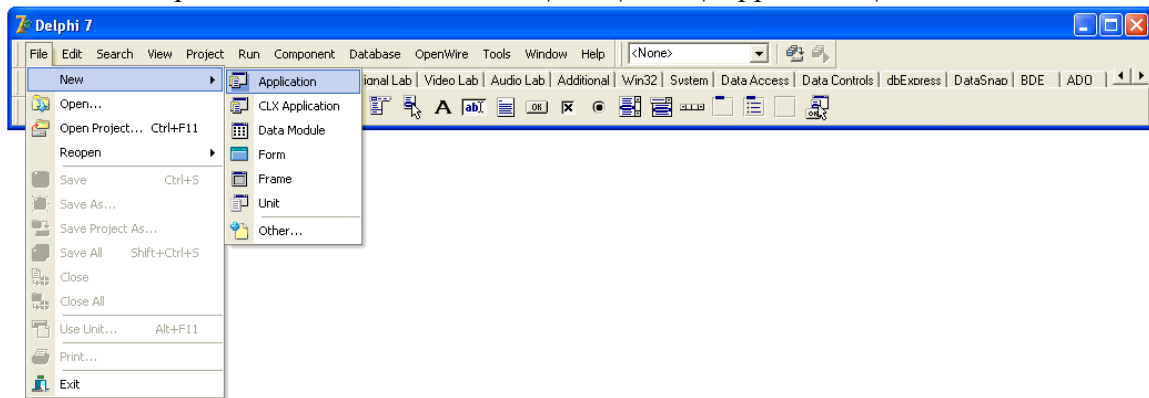 Delphi 7
File Edit Search View Project Run Component Database OpenWire Tools Window Help <None>
New Application Video Lab Audio Lab Additional Win32 System Data Access Data Controls dbExpress DataSnap BDE ADO
Open... CLX Application
Open Project... Ctrl+F11 Data Module
Reopen Form
Save Ctrl+S Frame
Save As... Unit
Save Project As... Other...
Save All Shift+Ctrl+S
Close
Close All
Use Unit... Alt+F11
Print...
Exit